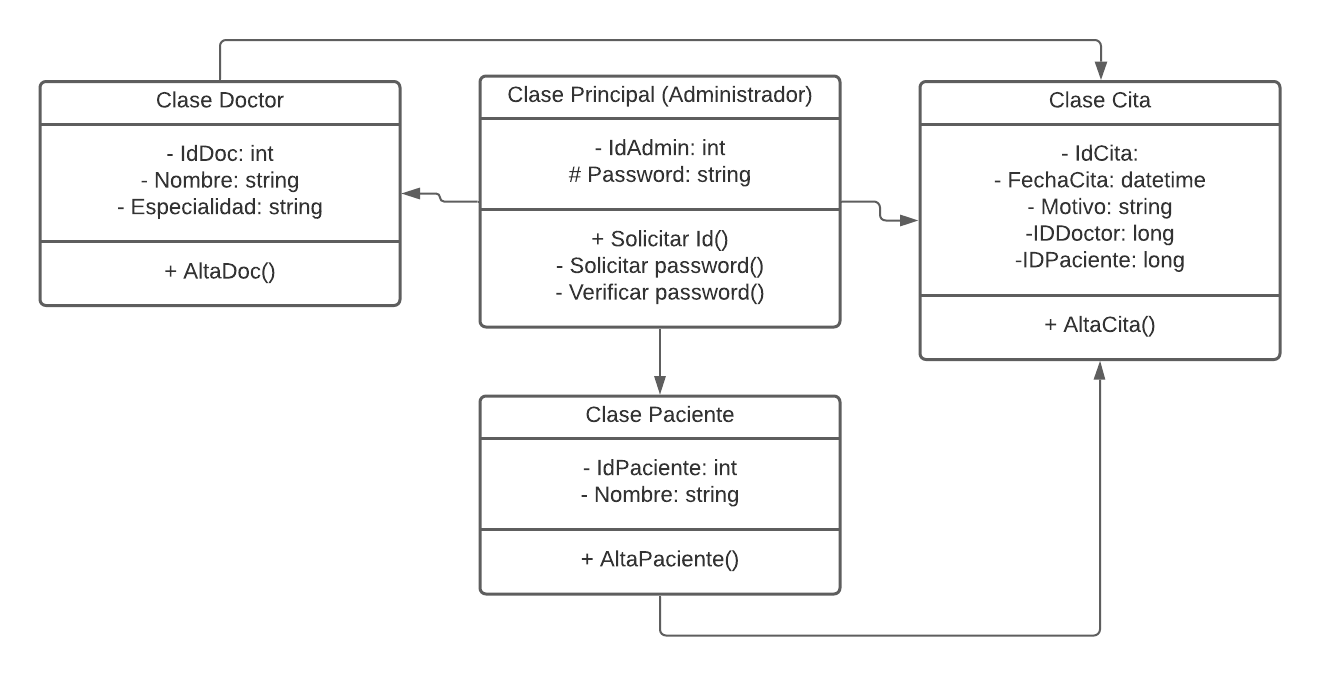 Clase Doctor
- IdDoc: int
- Nombre: string
- Especialidad: string
+ AltaDoc()
Clase Principal (Administrador)
- IdAdmin: int
# Password: string
+ Solicitar Id()
- Solicitar password()
- Verificar password()
Clase Cita
- IdCita:
- FechaCita: datetime
- Motivo: string
-IDDoctor: long
-IDPaciente: long
+ AltaCita()
Clase Paciente
- IdPaciente: int
- Nombre: string
+ AltaPaciente()